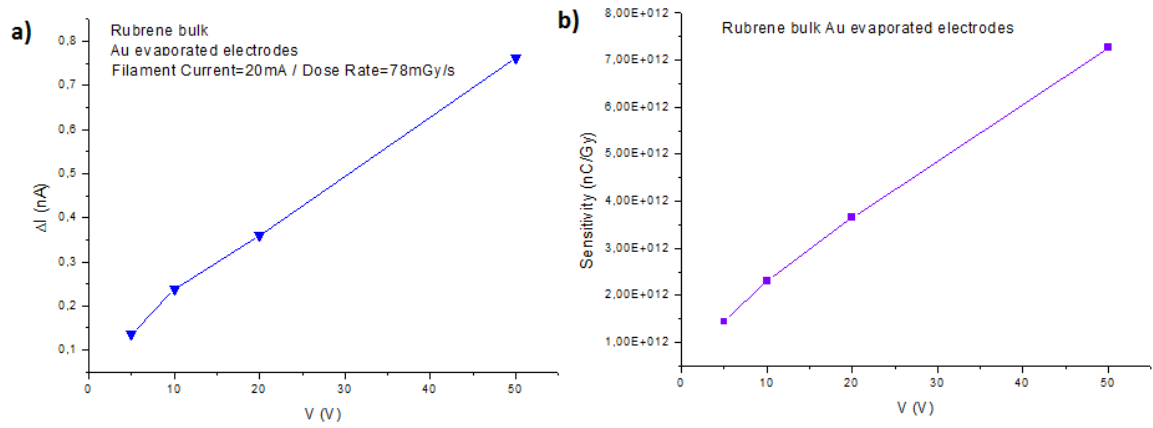 a)
Rubrene bulk
Au evaporated electrodes
Filament Current=20mA / Dose Rate=78mGy/s
0,8
0,7
0,6
0,5
0,4
0,3
0,2
0,1
ΔI (nA)
0
10
20
30
40
50
V (V)
b)
Rubrene bulk Au evaporated electrodes
8,00E+012
7,00E+012
6,00E+012
5,00E+012
4,00E+012
3,00E+012
2,00E+012
1,00E+012
Sensitivity (nC/Gy)
0
10
20
30
40
50
V (V)